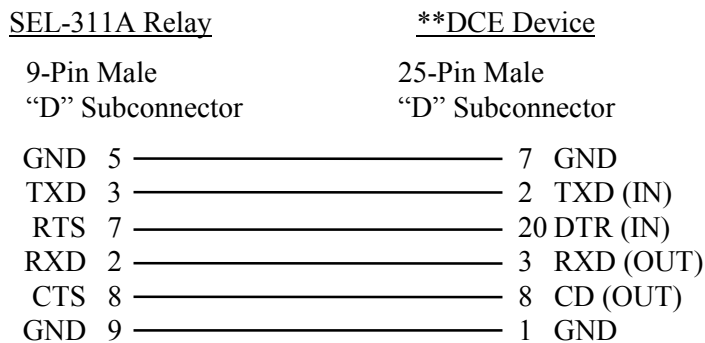 SEL-311A Relay **DCE Device
9-Pin Male 25-Pin Male
“D” Subconnector “D” Subconnector
GND 5 7 GND
TXD 3 2 TXD (IN)
RTS 7 20 DTR (IN)
RXD 2 3 RXD (OUT)
CTS 8 8 CD (OUT)
GND 9 1 GND